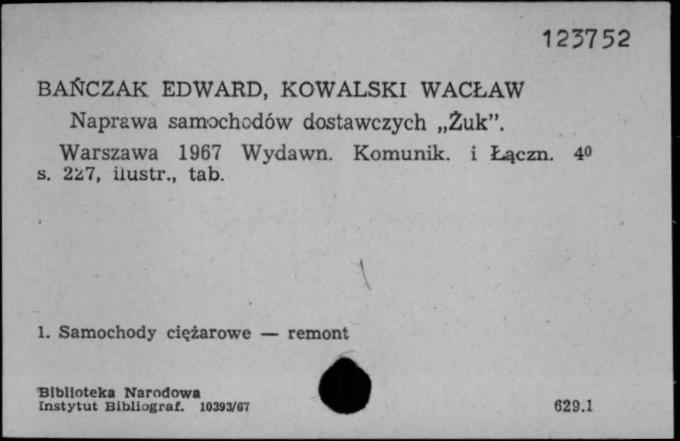 123752
BAŃCZAK EDWARD, KOWALSKI WACŁAW
Naprawa samochodów dostawczych „Żuk”.
Warszawa 1967 Wydawn. Komunik. i Łączn. 4⁰
s. 227, ilustr., tab.
1. Samochody ciężarowe — remont
Biblioteka Narodowa
Instytut Bibliograf. 10393/67
629.1